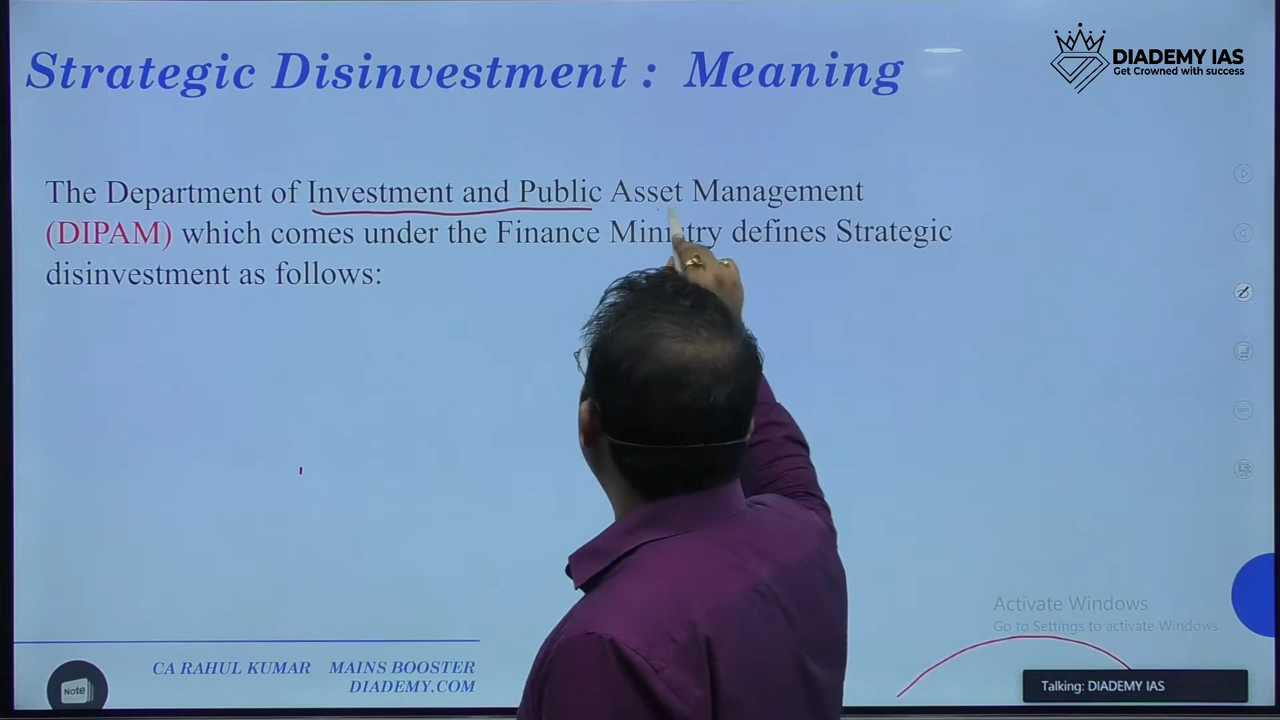 Strategic Disinvestment : Meaning
DIADEMY IAS
Get Crowned with success
The Department of Investment and Public Asset Management
(DIPAM) which comes under the Finance Ministry defines Strategic
disinvestment as follows:
Activate Windows
Go to Settings to activate Windows.
CA RAHUL KUMAR MAINS BOOSTER
DIADEMY.COM
Note
Talking: DIADEMY IAS